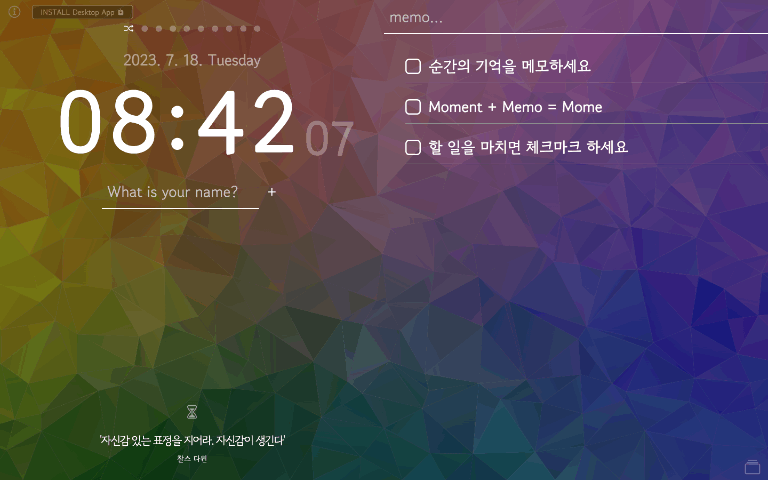 INSTALL Desktop App
2023. 7. 18. Tuesday
08:42 07
What is your name? +
memo...
순간의 기억을 메모하세요
Moment + Memo = Mome
할 일을 마치면 체크마크 하세요
'자신감 있는 표정을 지어라, 자신감이 생긴다'
찰스 다윈